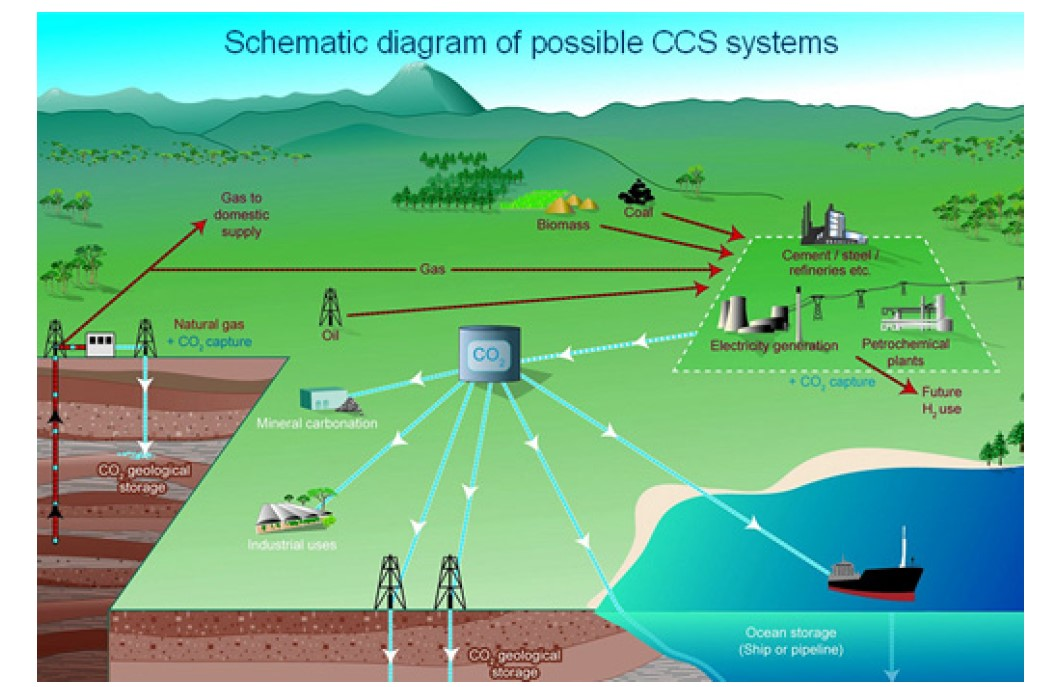 Schematic diagram of possible CCS systems
Gas to
domestic
supply
Biomass
Coal
Cement / steel /
refineries etc.
Gas
Natural gas
+ CO₂ capture
Oil
CO₂
Electricity generation
Petrochemical
plants
+ CO₂ capture
Future
H₂ use
Mineral carbonation
CO₂ geological
storage
Industrial uses
Ocean storage
(Ship or pipeline)
CO₂ geological
storage